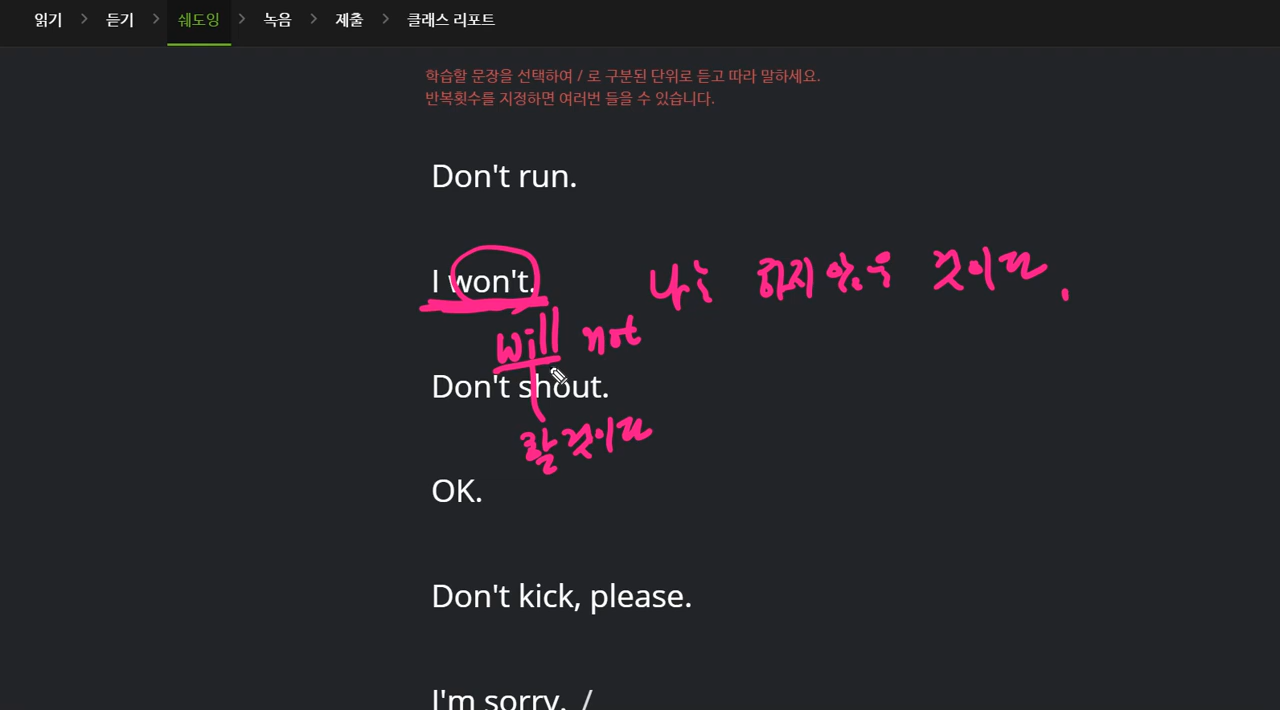 읽기 > 듣기 > 쉐도잉 > 녹음 > 제출 > 클래스 리포트
학습할 문장을 선택하여 / 로 구분된 단위로 듣고 따라 말하세요.
반복횟수를 지정하면 여러번 들을 수 있습니다.
Don't run.
I won't. 나는 하지 않을 것이다.
will not
Don't shout.
할 것이다
OK.
Don't kick, please.
I'm sorry. /